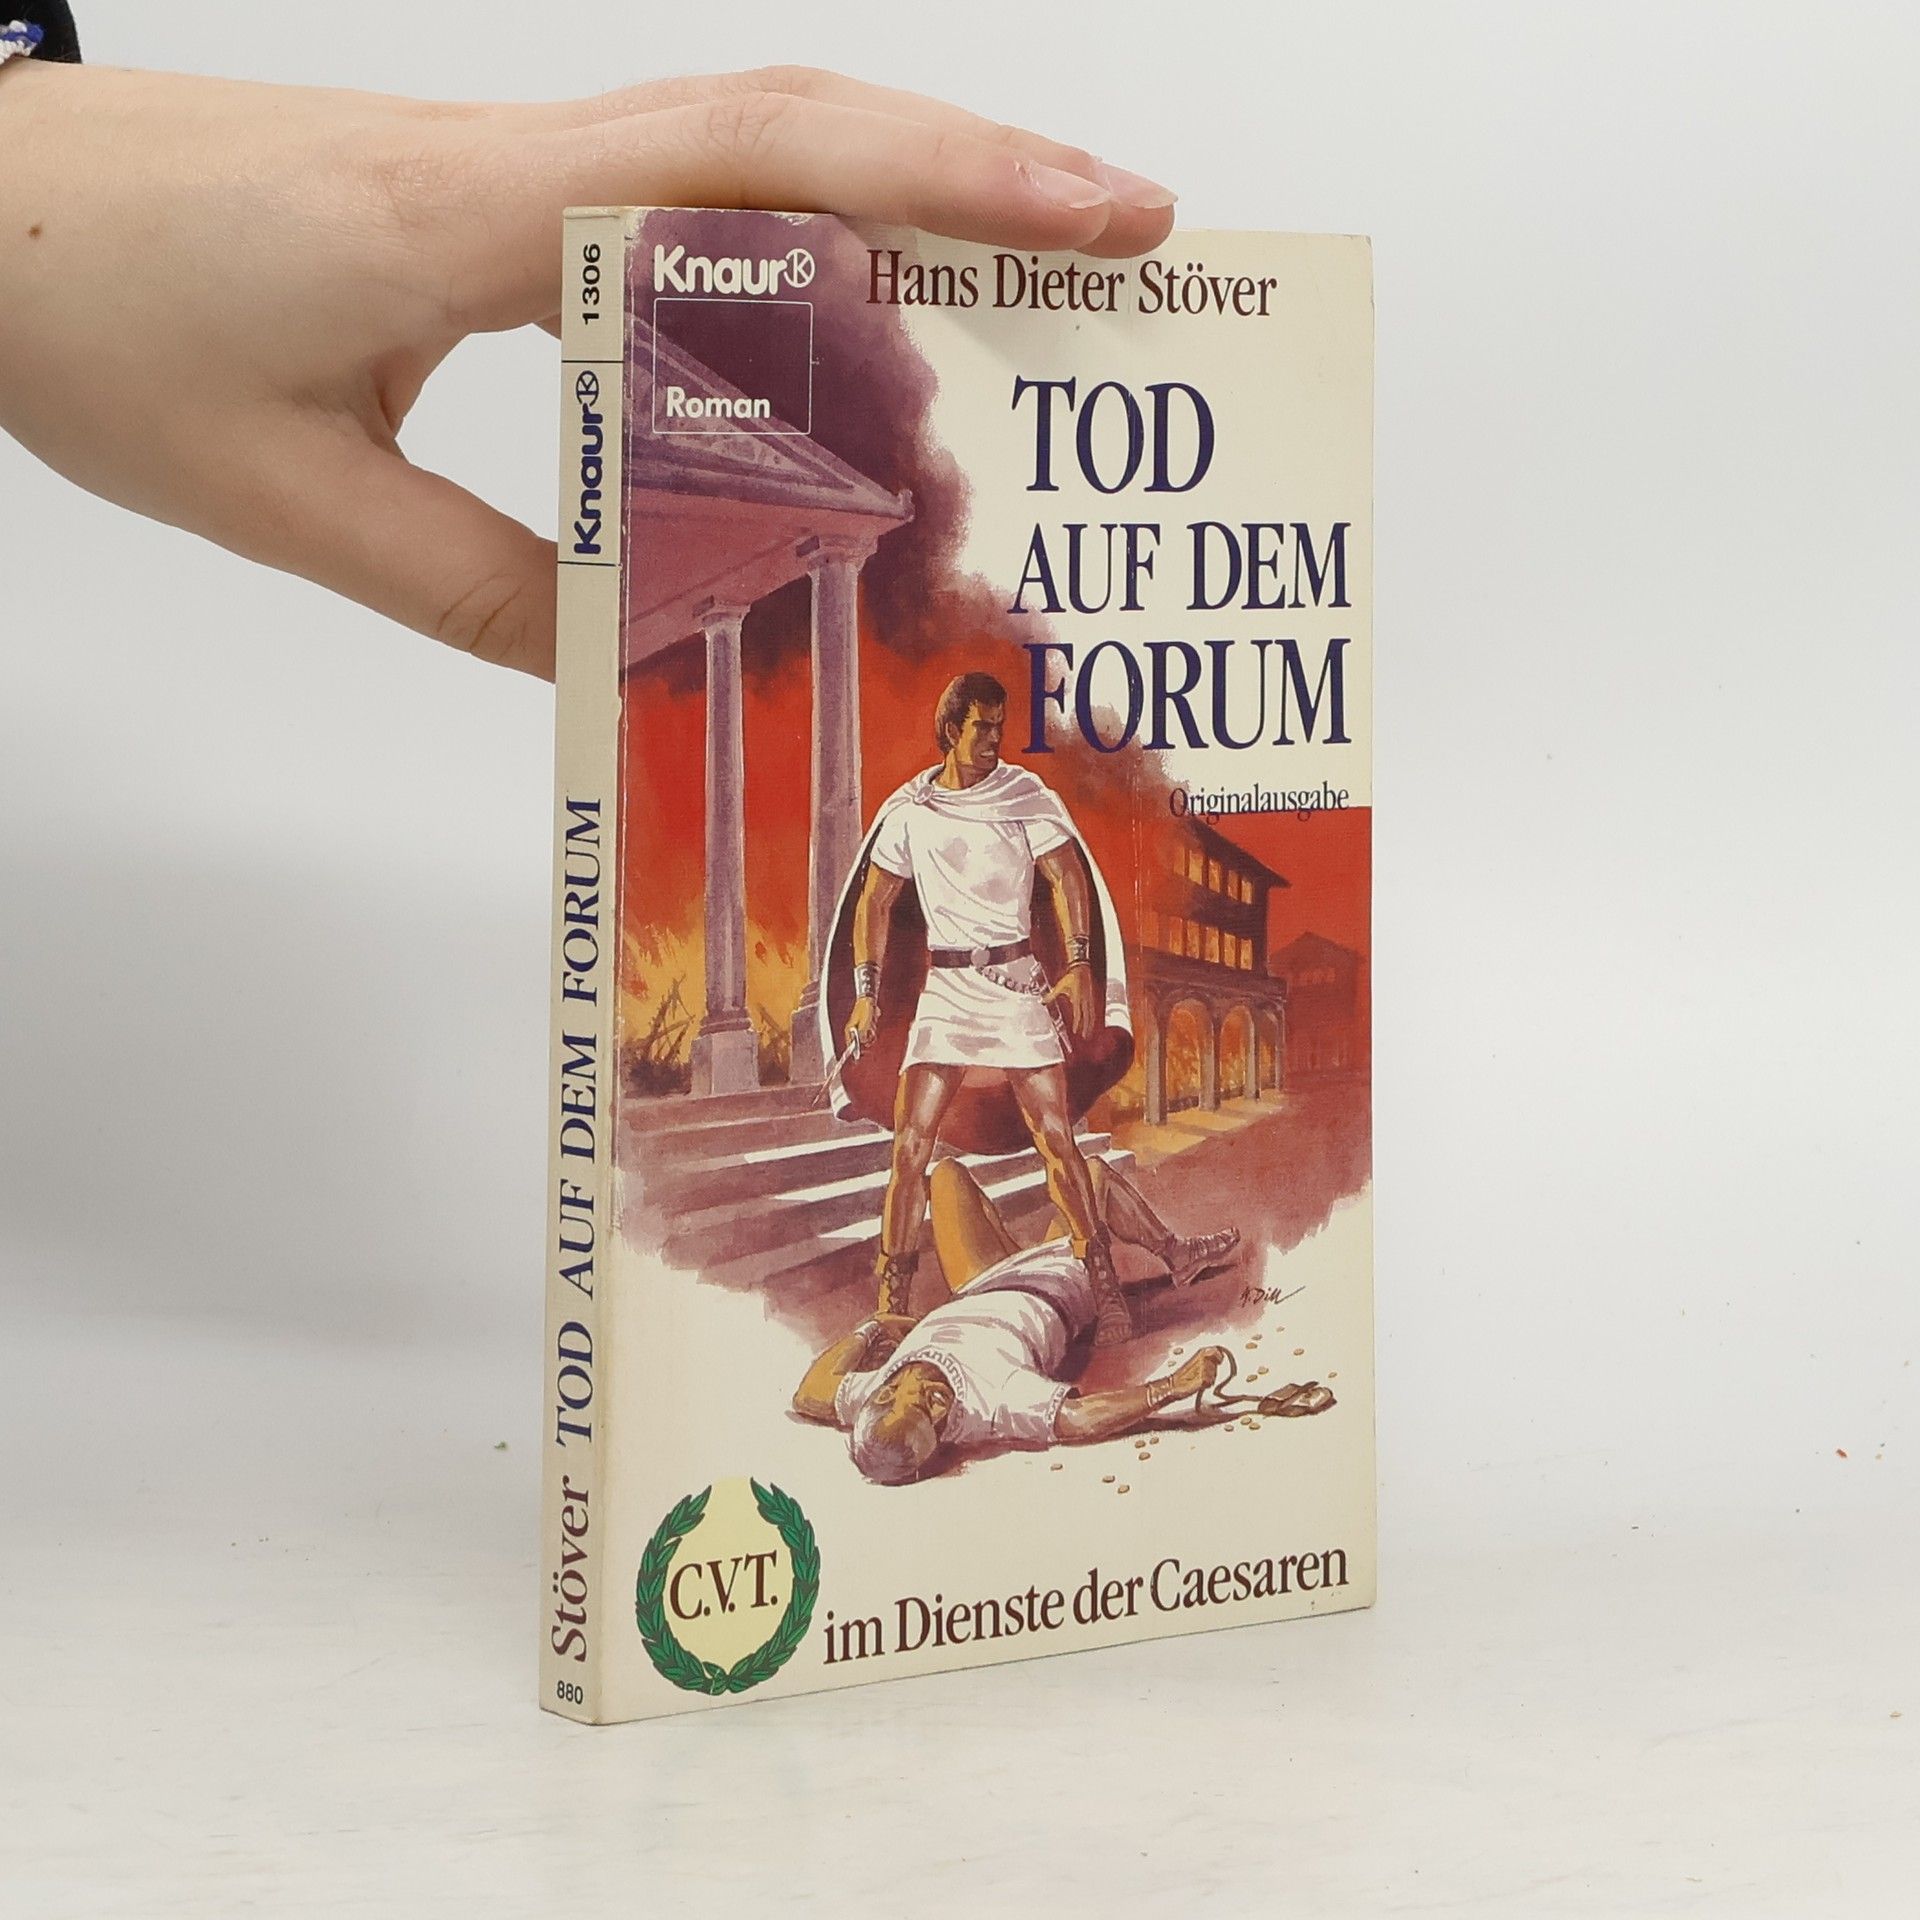 Knaur
Roman
Hans Dieter Stöver
TOD
AUF DEM
FORUM
Originalausgabe
C.V.T.
im Dienste der Caesaren
1306
Knaur
Stöver TOD AUF DEM FORUM
880